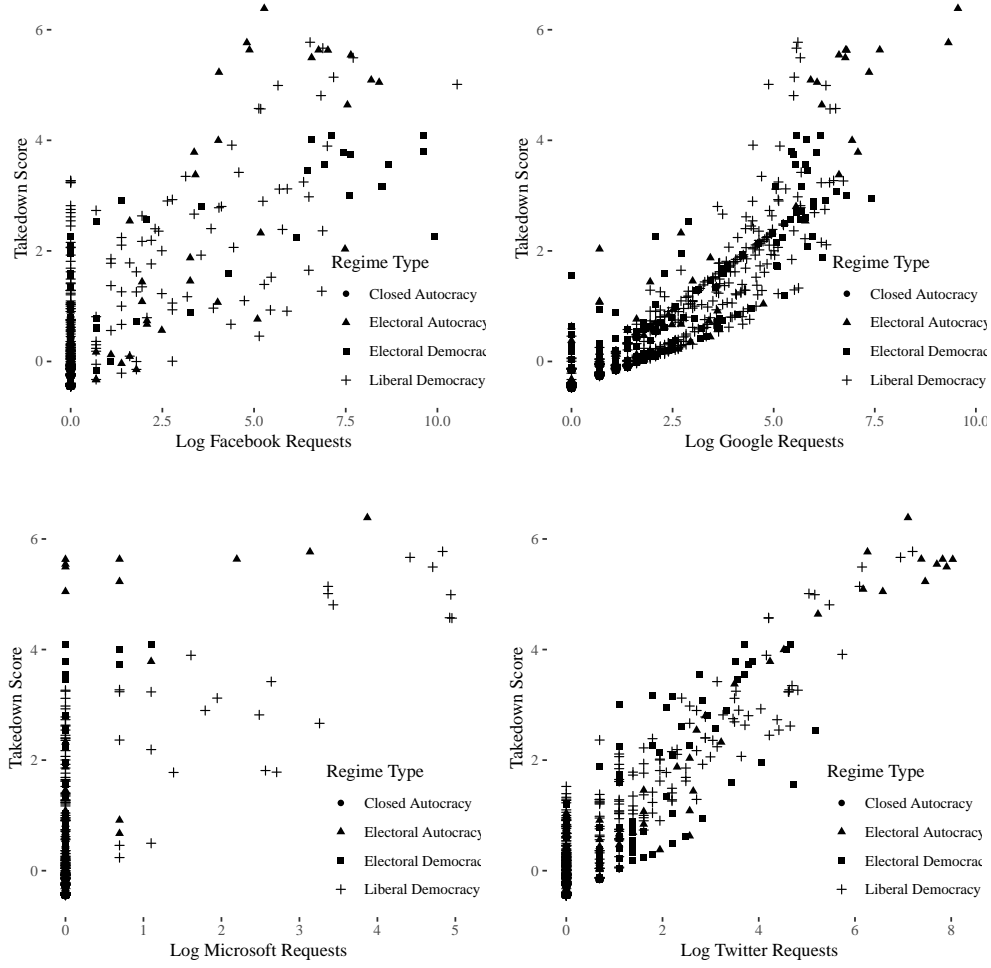 6
4
2
0
Takedown Score
Regime Type
Closed Autocracy
Electoral Autocracy
Electoral Democrac
Liberal Democracy
0.0 2.5 5.0 7.5 10.0
Log Facebook Requests
6
4
2
0
Takedown Score
Regime Type
Closed Autocracy
Electoral Autocracy
Electoral Democrac
Liberal Democracy
0.0 2.5 5.0 7.5 10.0
Log Google Requests
6
4
2
0
Takedown Score
Regime Type
Closed Autocracy
Electoral Autocracy
Electoral Democrac
Liberal Democracy
0 1 2 3 4 5
Log Microsoft Requests
6
4
2
0
Takedown Score
Regime Type
Closed Autocracy
Electoral Autocracy
Electoral Democrac
Liberal Democracy
0 2 4 6 8
Log Twitter Requests